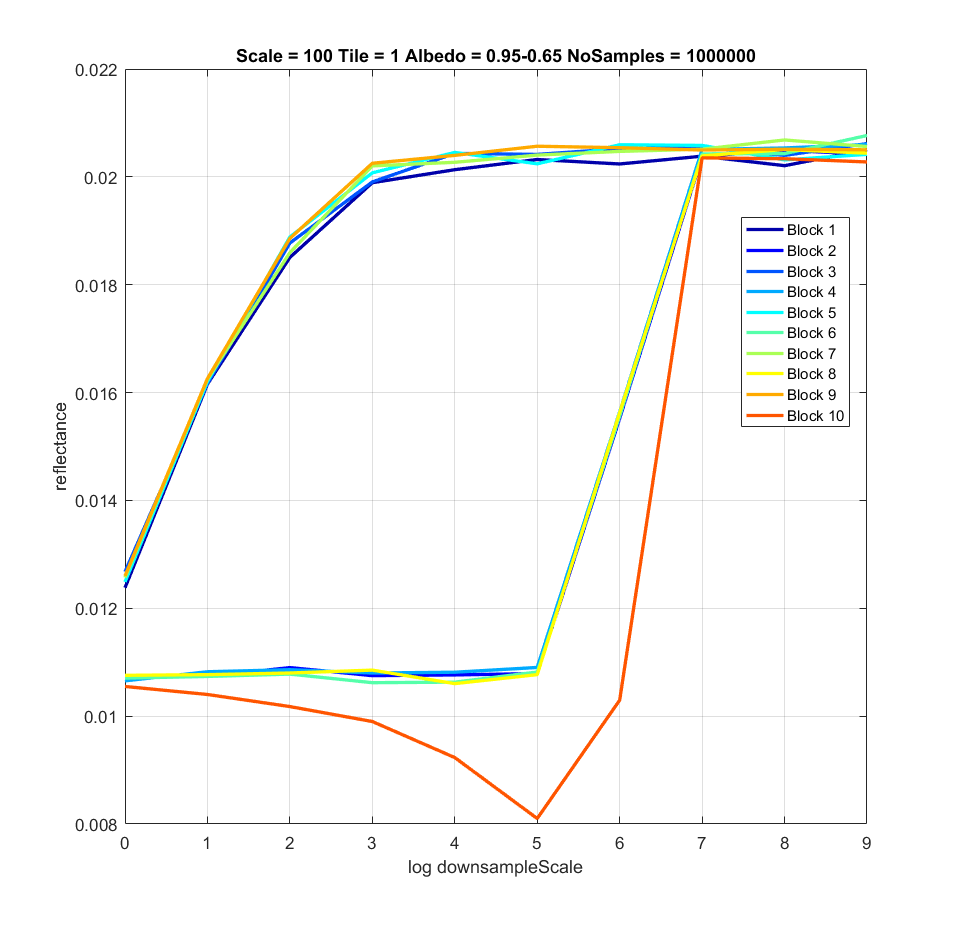 Scale = 100 Tile = 1 Albedo = 0.95-0.65 NoSamples = 1000000
0.022
0.02
0.018
0.016
0.014
0.012
0.01
0.008
reflectance
Block 1
Block 2
Block 3
Block 4
Block 5
Block 6
Block 7
Block 8
Block 9
Block 10
0 1 2 3 4 5 6 7 8 9
log downsampleScale